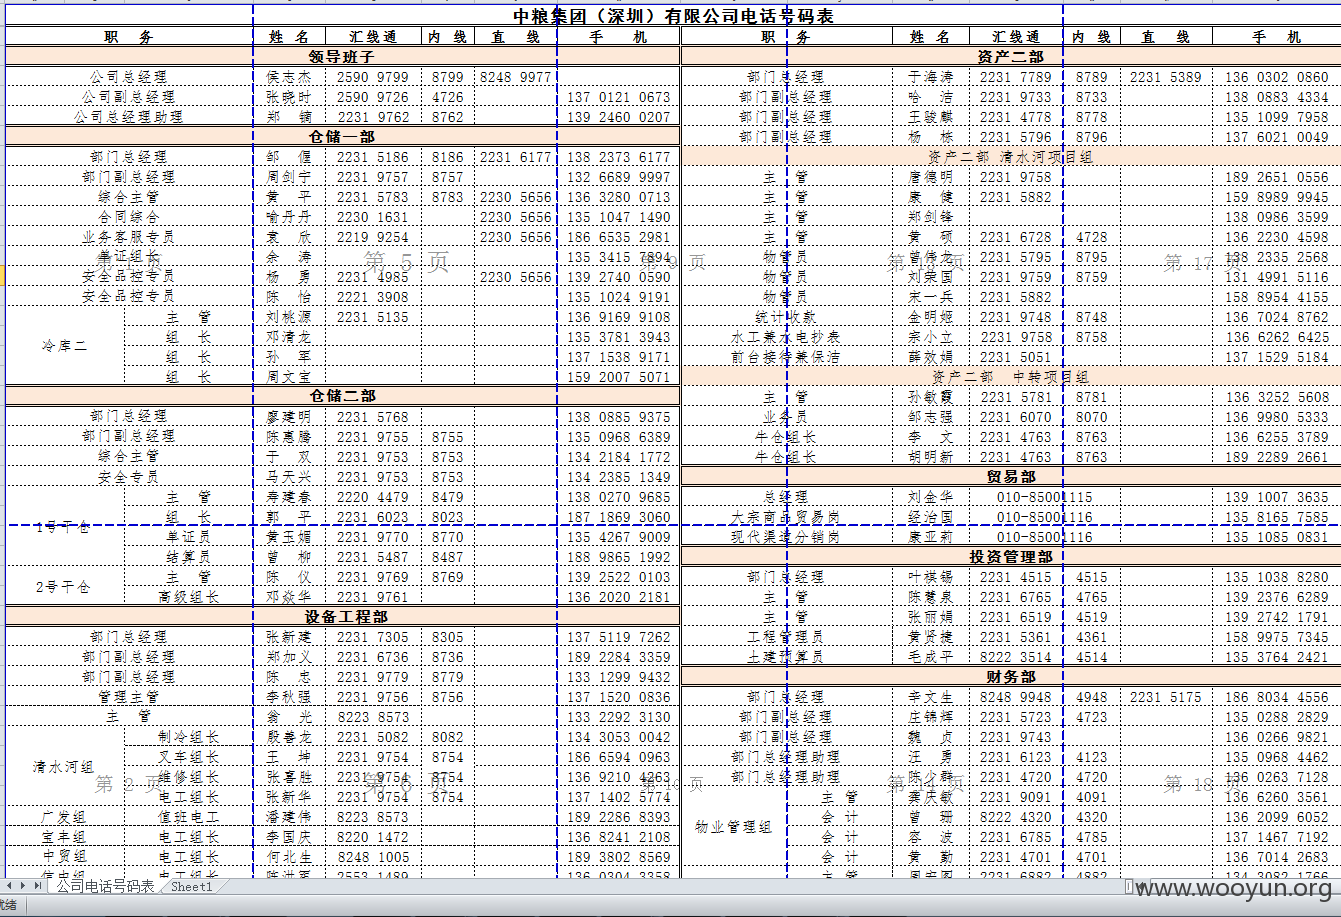 中粮集团（深圳）有限公司电话号码表
职 务 姓 名 汇线通 内 线 直 线 手 机
领导班子
公司总经理 侯志杰 2590 9799 8799 8248 9977
公司副总经理 张晓时 2590 9726 4726 137 0121 0673
公司总经理助理 郑 镝 2231 9762 8762 139 2460 0207
仓储一部
部门总经理 邹 偓 2231 5186 8186 2231 6177 138 2373 6177
部门副总经理 周剑宁 2231 9757 8757 132 6689 9997
综合主管 黄 平 2231 5783 8783 2230 5656 136 3280 0713
合同综合 喻丹丹 2230 1631 2230 5656 135 1047 1490
业务客服专员 袁 欣 2219 9254 2230 5656 186 6535 2981
单证组长 余 涛 135 3415 7894
安全品控专员 杨 勇 2231 4985 2230 5656 139 2740 0590
安全品控专员 陈 怡 2221 3908 135 1024 9191
冷库二
主 管 刘桃源 2231 5135 136 9169 9108
组 长 邓清龙 135 3781 3943
组 长 孙 军 137 1538 9171
组 长 周文宝 159 2007 5071
仓储二部
部门总经理 廖建明 2231 5768 138 0885 9375
部门副总经理 陈惠腾 2231 9755 8755 135 0968 6389
综合主管 于 双 2231 9753 8753 134 2184 1772
安全专员 马天兴 2231 9753 8753 134 2385 1349
1号干仓
主 管 寿建春 2220 4479 8479 138 0270 9685
组 长 郭 平 2231 6023 8023 187 1869 3060
单证员 黄玉媚 2231 9770 8770 135 4267 9009
结算员 曾 柳 2231 5487 8487 188 9865 1992
2号干仓
主 管 陈 仪 2231 9769 8769 139 2522 0103
高级组长 邓焱华 2231 9761 136 2020 2181
设备工程部
部门总经理 张新建 2231 7305 8305 137 5119 7262
部门副总经理 郑加义 2231 6736 8736 189 2284 3359
部门副总经理 陈 忠 2231 9779 8779 133 1299 9432
管理主管 李秋强 2231 9756 8756 137 1520 0836
主 管 翁 光 8223 8573 133 2292 3130
清水河组
制冷组长 殷善龙 2231 5082 8082 134 3053 0042
叉车组长 王 坤 2231 9754 8754 186 6594 0963
维修组长 张喜胜 2231 9754 8754 136 9210 4263
电工组长 张新华 2231 9754 8754 137 1402 5774
广发组 值班电工 潘建伟 8223 8573 189 2286 8393
宝丰组 电工组长 李国庆 8220 1472 136 8241 2108
中贸组 电工组长 何北生 8248 1005 189 3802 8569
电工组长 陈洪军 2553 1489 136 0304 3358
职 务 姓 名 汇线通 内 线 直 线 手 机
资产二部
部门总经理 于海涛 2231 7789 8789 2231 5389 136 0302 0860
部门副总经理 哈 洁 2231 9733 8733 138 0883 4334
部门副总经理 王骏麒 2231 4778 8778 135 1099 7958
部门副总经理 杨 栋 2231 5796 8796 137 6021 0049
资产二部 清水河项目组
主 管 唐德明 2231 9758 189 2651 0556
主 管 康 健 2231 5882 159 8989 9945
主 管 郑剑锋 138 0986 3599
主 管 黄 硕 2231 6728 4728 136 2230 4598
物管员 曾伟龙 2231 5795 8795 138 2335 2568
物管员 刘荣国 2231 9759 8759 131 4991 5116
物管员 宋一兵 2231 5882 158 8954 4155
统计收款 金明姬 2231 9748 8748 136 7024 8762
水工兼水电抄表 宗小立 2231 9758 8758 136 6262 6425
前台接待兼保洁 薛效娟 2231 5051 137 1529 5184
资产二部 中转项目组
主 管 孙敏霞 2231 5781 8781 136 3252 5608
业务员 邹志强 2231 6070 8070 136 9980 5333
牛仓组长 李 文 2231 4763 8763 136 6255 3789
牛仓组长 胡明新 2231 4763 8763 189 2289 2661
贸易部
总经理 刘金华 010-85001115 139 1007 3635
大宗商品贸易岗 经治国 010-85001116 135 8165 7585
现代渠道分销岗 康亚莉 010-85001116 135 1085 0831
投资管理部
部门总经理 叶祺锡 2231 4515 4515 135 1038 8280
主 管 陈慧泉 2231 6765 4765 139 2376 6289
主 管 张丽娟 2231 6519 4519 139 2742 1791
工程管理员 黄贤捷 2231 5361 4361 158 9975 7345
土建预算员 毛成平 8222 3514 4514 135 3764 2421
财务部
部门总经理 辛文生 8248 9948 4948 2231 5175 186 8034 4556
部门副总经理 庄锦辉 2231 5723 4723 135 0288 2829
部门副总经理 魏 贞 2231 9743 136 0266 9821
部门总经理助理 汪 勇 2231 6123 4123 135 0968 4462
部门总经理助理 陈少群 2231 4720 4720 136 0263 7128
物业管理组
主 管 龚庆敏 2231 9091 4091 136 6260 3561
会 计 曾 珊 8222 4320 4320 136 2099 6052
会 计 容 波 2231 6785 4785 137 1467 7192
会 计 黄 勤 2231 4701 4701 136 7014 2683
主 管 周宏图 2231 6882 4882 134 3082 1766
第 1 页
第 5 页
第 9 页
第 13 页
第 17 页
第 2 页
第 6 页
第 10 页
第 14 页
第 18 页
公司电话号码表 Sheet1
就绪
www.wooyun.org